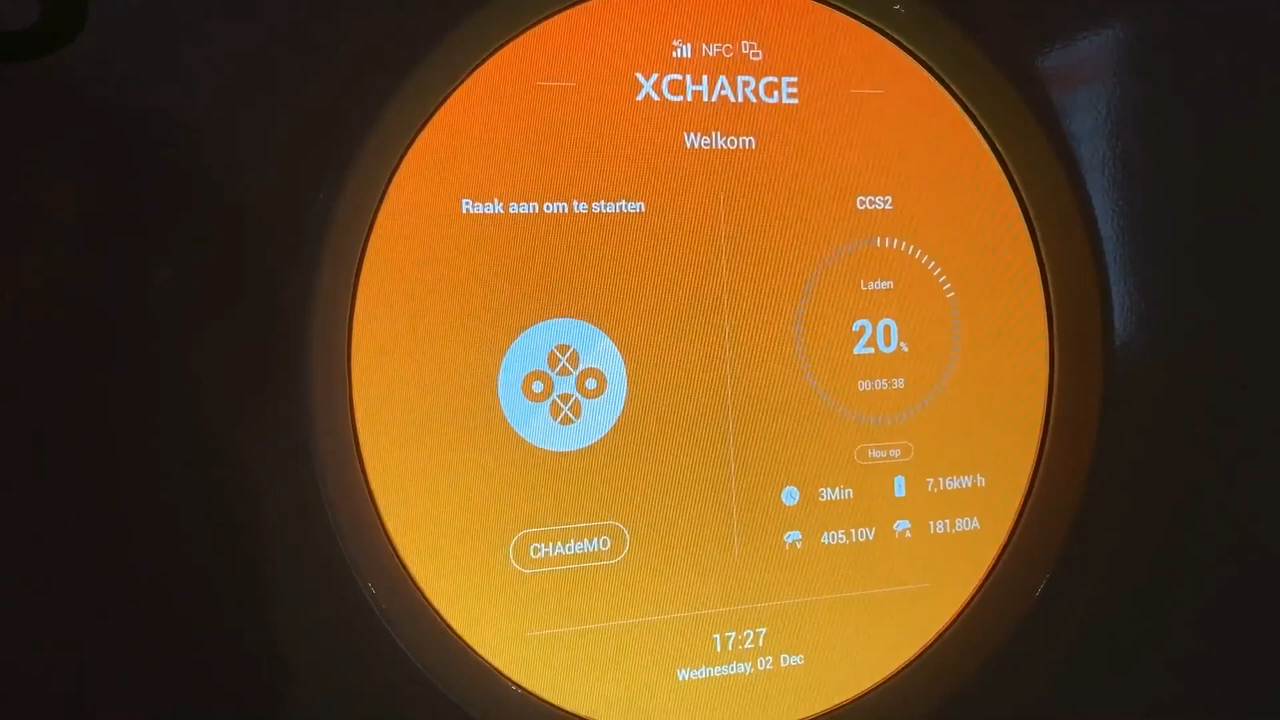 4G NFC
XCHARGE
Welkom
Raak aan om te starten
CHAdeMO
CCS2
Laden
20%
00:05:38
Hou op
3Min 7,16kW·h
V 405,10V A 181,80A
17:27
Wednesday, 02 Dec